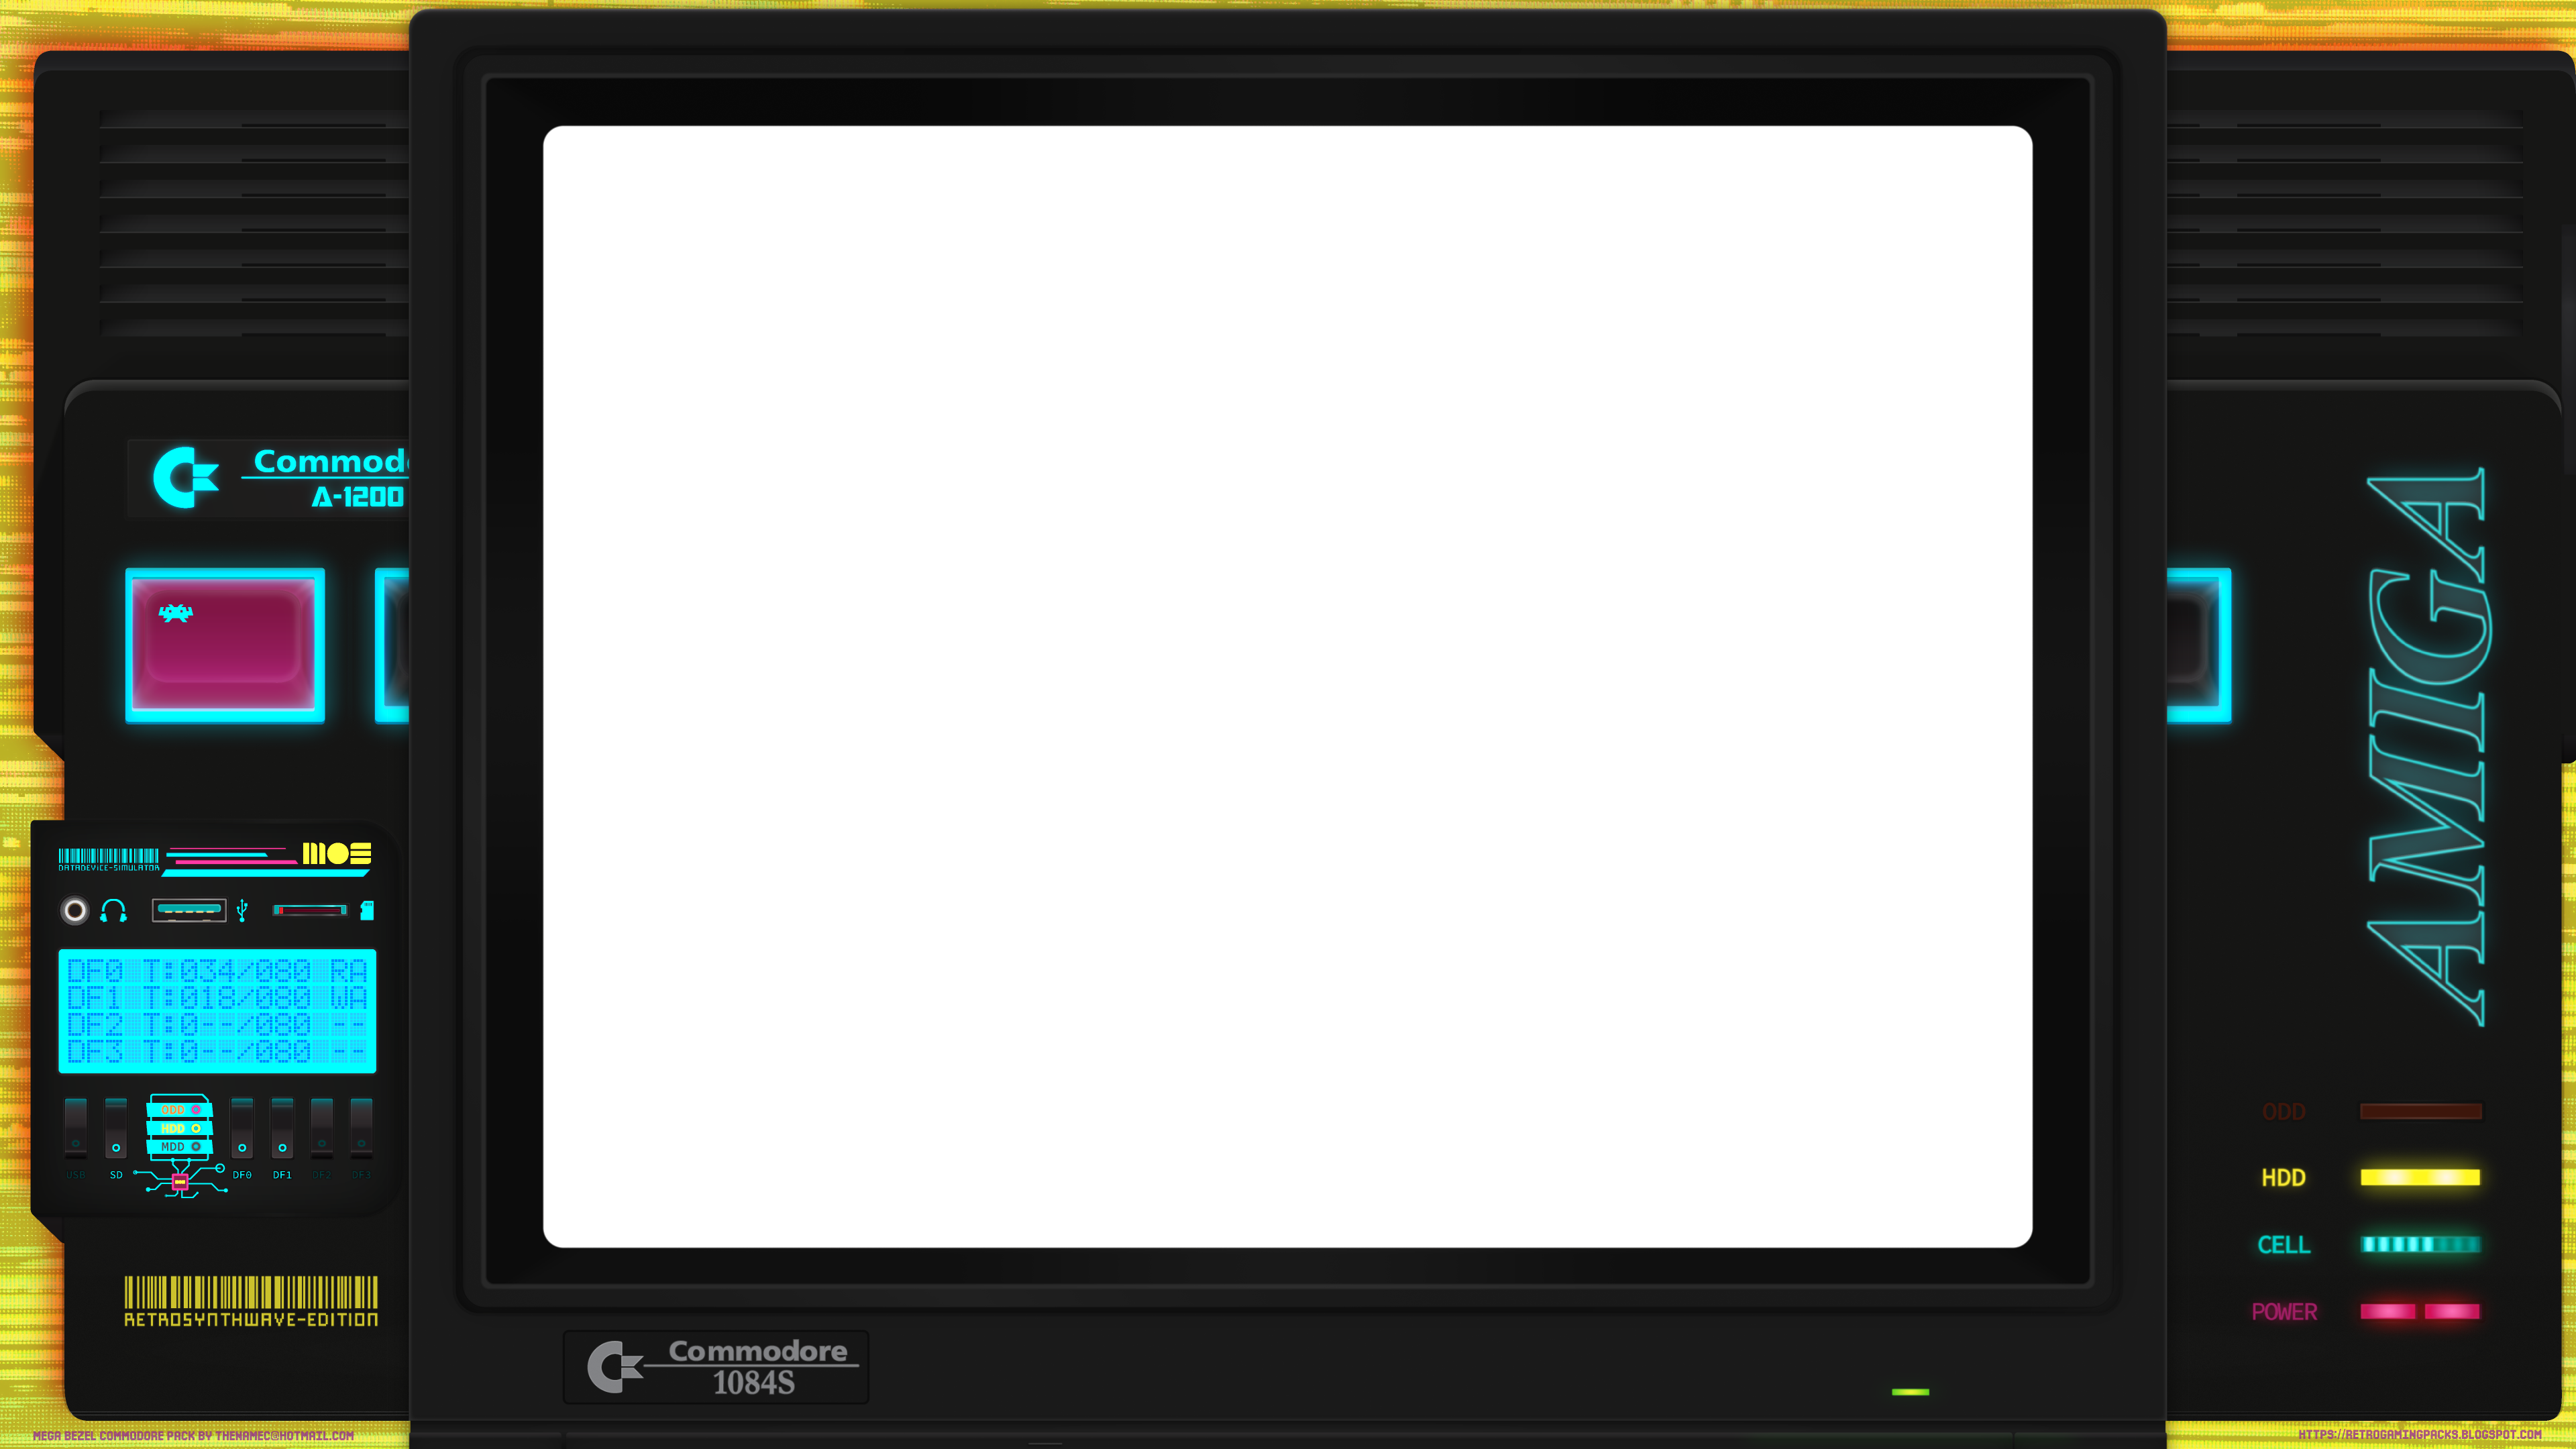 Commodo
A-1200
AMIGA
DATADEVICE-SIMULATOR
MOS
DF0 T:034/080 RA
DF1 T:018/080 WA
DF2 T:0--/080 --
DF3 T:0--/080 --
ODD
HDD
MDD
USB SD DF0 DF1 DF2 DF3
ODD
HDD
CELL
POWER
RETROSYNTHWAVE-EDITION
Commodore
1084S
MEGA BEZEL COMMODORE PACK BY THENAMEC@HOTMAIL.COM
HTTPS://RETROGAMINGPACKS.BLOGSPOT.COM